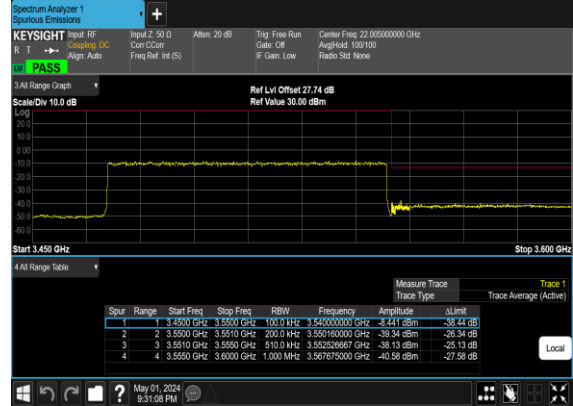 Spectrum Analyzer 1
Spurious Emissions
KEYSIGHT Input: RF Input Z: 50 Ω Atten: 20 dB Trig: Free Run Center Freq: 22.005000000 GHz
R T Coupling: DC Corr CCorr Gate: Off Avg|Hold: 100/100
Align: Auto Freq Ref: Int (S) IF Gain: Low Radio Std: None
PASS
3 All Range Graph
Ref Lvl Offset 27.74 dB
Scale/Div 10.0 dB Ref Value 30.00 dBm
Log
20.0
10.0
0.00
-10.0
-20.0
-30.0
-40.0
-50.0
-60.0
Start 3.450 GHz Stop 3.600 GHz
4 All Range Table
Measure Trace Trace 1
Trace Type Trace Average (Active)
Spur Range Start Freq Stop Freq RBW Frequency Amplitude ΔLimit
1 1 3.4500 GHz 3.5500 GHz 100.0 kHz 3.540000000 GHz -8.441 dBm -38.44 dB
2 2 3.5500 GHz 3.5510 GHz 200.0 kHz 3.550160000 GHz -39.34 dBm -26.34 dB
3 3 3.5510 GHz 3.5550 GHz 510.0 kHz 3.552526667 GHz -38.13 dBm -25.13 dB
4 4 3.5550 GHz 3.6000 GHz 1.000 MHz 3.567675000 GHz -40.58 dBm -27.58 dB
Local
? May 01, 2024
9:31:08 PM